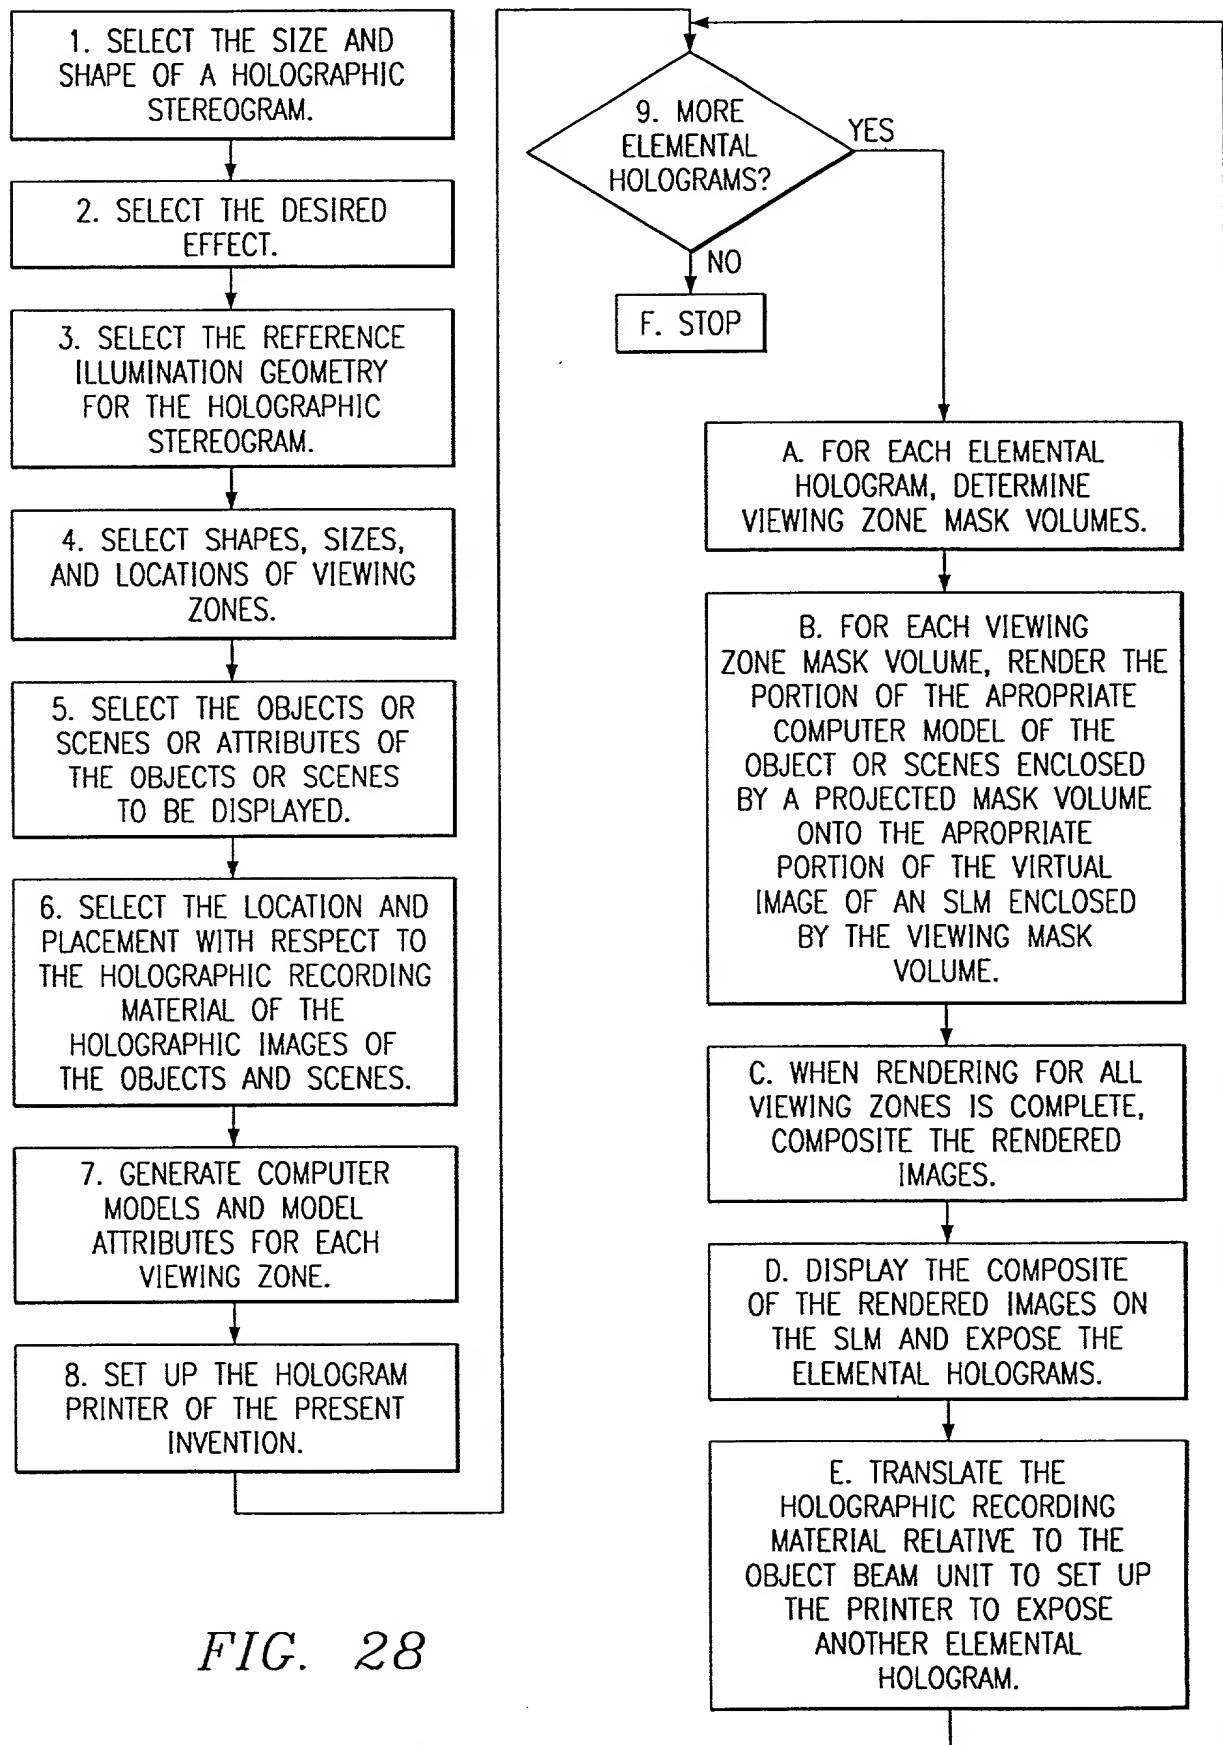 1. SELECT THE SIZE AND
SHAPE OF A HOLOGRAPHIC
STEREOGRAM.
2. SELECT THE DESIRED
EFFECT.
3. SELECT THE REFERENCE
ILLUMINATION GEOMETRY
FOR THE HOLOGRAPHIC
STEREOGRAM.
4. SELECT SHAPES, SIZES,
AND LOCATIONS OF VIEWING
ZONES.
5. SELECT THE OBJECTS OR
SCENES OR ATTRIBUTES OF
THE OBJECTS OR SCENES
TO BE DISPLAYED.
6. SELECT THE LOCATION AND
PLACEMENT WITH RESPECT TO
THE HOLOGRAPHIC RECORDING
MATERIAL OF THE
HOLOGRAPHIC IMAGES OF
THE OBJECTS AND SCENES.
7. GENERATE COMPUTER
MODELS AND MODEL
ATTRIBUTES FOR EACH
VIEWING ZONE.
8. SET UP THE HOLOGRAM
PRINTER OF THE PRESENT
INVENTION.
9. MORE
ELEMENTAL
HOLOGRAMS?
YES
NO
F. STOP
A. FOR EACH ELEMENTAL
HOLOGRAM, DETERMINE
VIEWING ZONE MASK VOLUMES.
B. FOR EACH VIEWING
ZONE MASK VOLUME, RENDER THE
PORTION OF THE APROPRIATE
COMPUTER MODEL OF THE
OBJECT OR SCENES ENCLOSED
BY A PROJECTED MASK VOLUME
ONTO THE APROPRIATE
PORTION OF THE VIRTUAL
IMAGE OF AN SLM ENCLOSED
BY THE VIEWING MASK
VOLUME.
C. WHEN RENDERING FOR ALL
VIEWING ZONES IS COMPLETE,
COMPOSITE THE RENDERED
IMAGES.
D. DISPLAY THE COMPOSITE
OF THE RENDERED IMAGES ON
THE SLM AND EXPOSE THE
ELEMENTAL HOLOGRAMS.
E. TRANSLATE THE
HOLOGRAPHIC RECORDING
MATERIAL RELATIVE TO THE
OBJECT BEAM UNIT TO SET UP
THE PRINTER TO EXPOSE
ANOTHER ELEMENTAL
HOLOGRAM.
FIG. 28